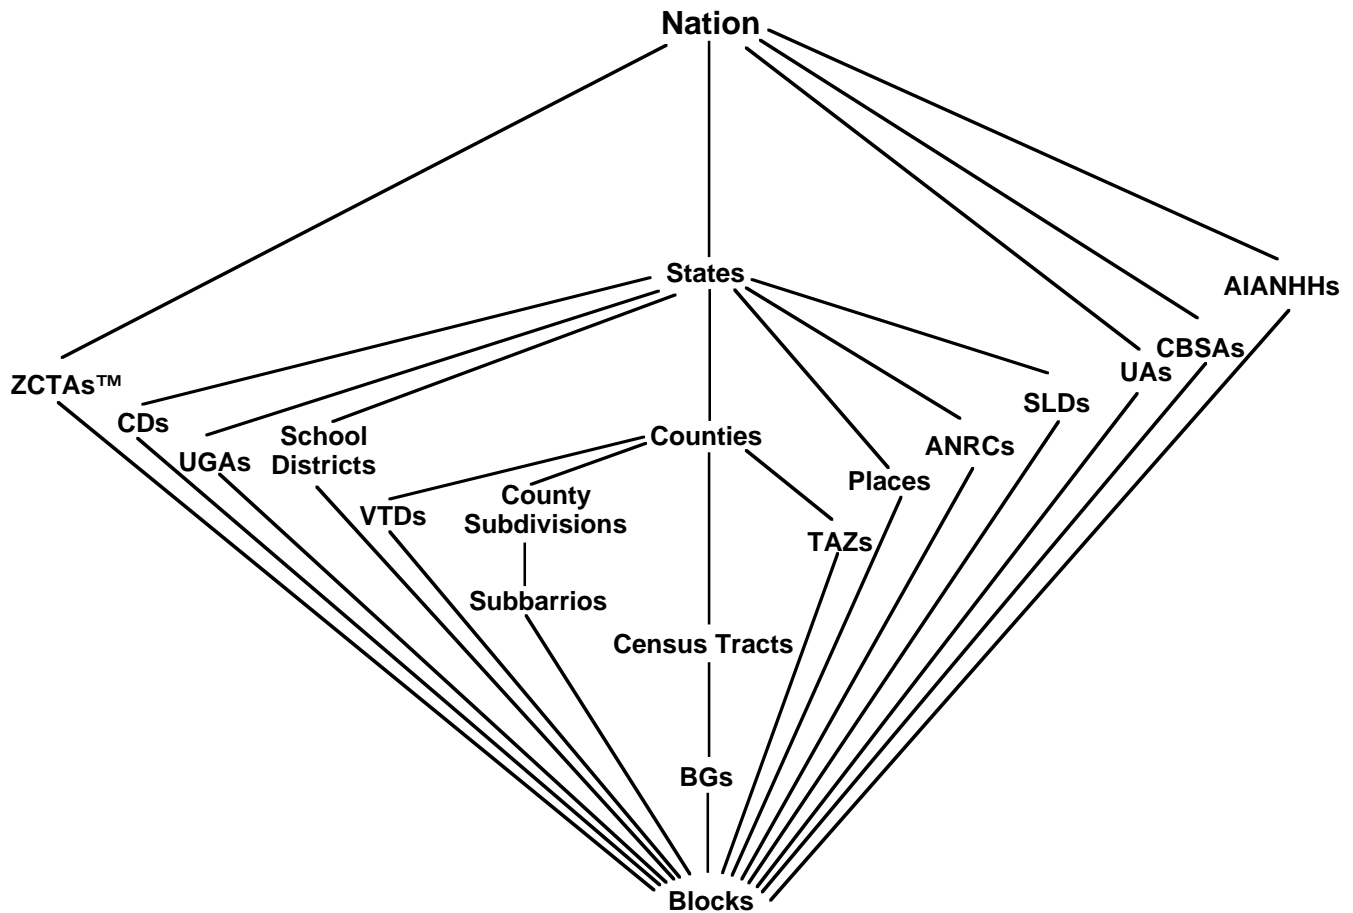 Nation
States
AIANHHs
CBSAs
UAs
ZCTAs™
CDs
SLDs
School
Districts
UGAs
Counties
ANRCs
Places
VTDs
County
Subdivisions
TAZs
Subbarrios
Census Tracts
BGs
Blocks